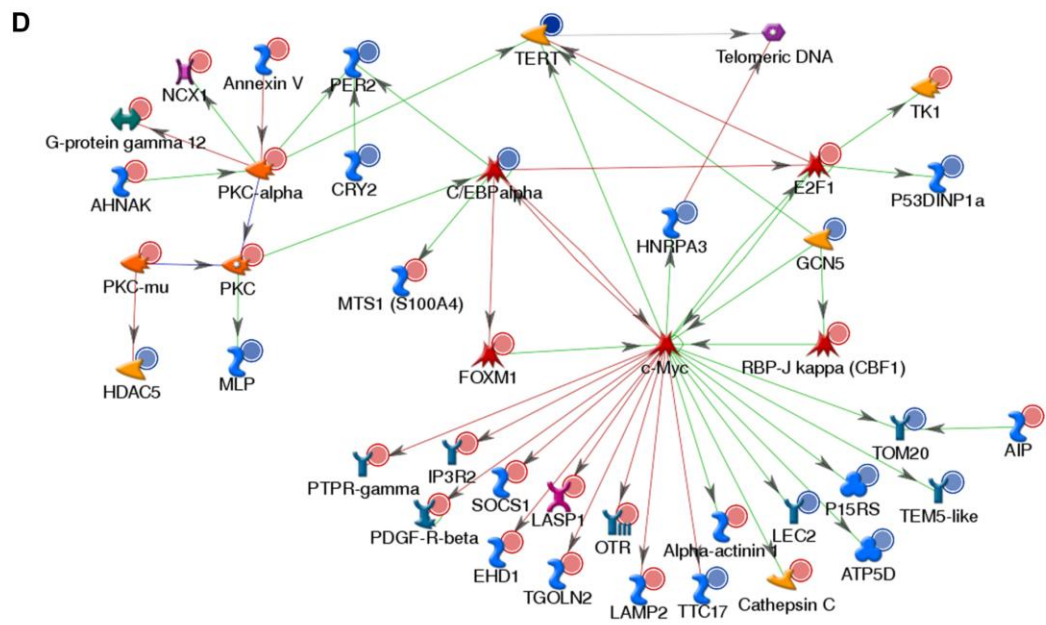 D
TERT
Telomeric DNA
NCX1
Annexin V
PER2
TK1
G-protein gamma 12
AHNAK
PKC-alpha
CRY2
C/EBPalpha
E2F1
P53DINP1a
HNRPA3
GCN5
PKC-mu
PKC
MTS1 (S100A4)
HDAC5
MLP
FOXM1
c-Myc
RBP-J kappa (CBF1)
TOM20
AIP
PTPR-gamma
IP3R2
SOCS1
LASP1
P15RS
TEM5-like
PDGF-R-beta
OTR
Alpha-actinin 1
LEC2
EHD1
TGOLN2
ATP5D
LAMP2
TTC17
Cathepsin C